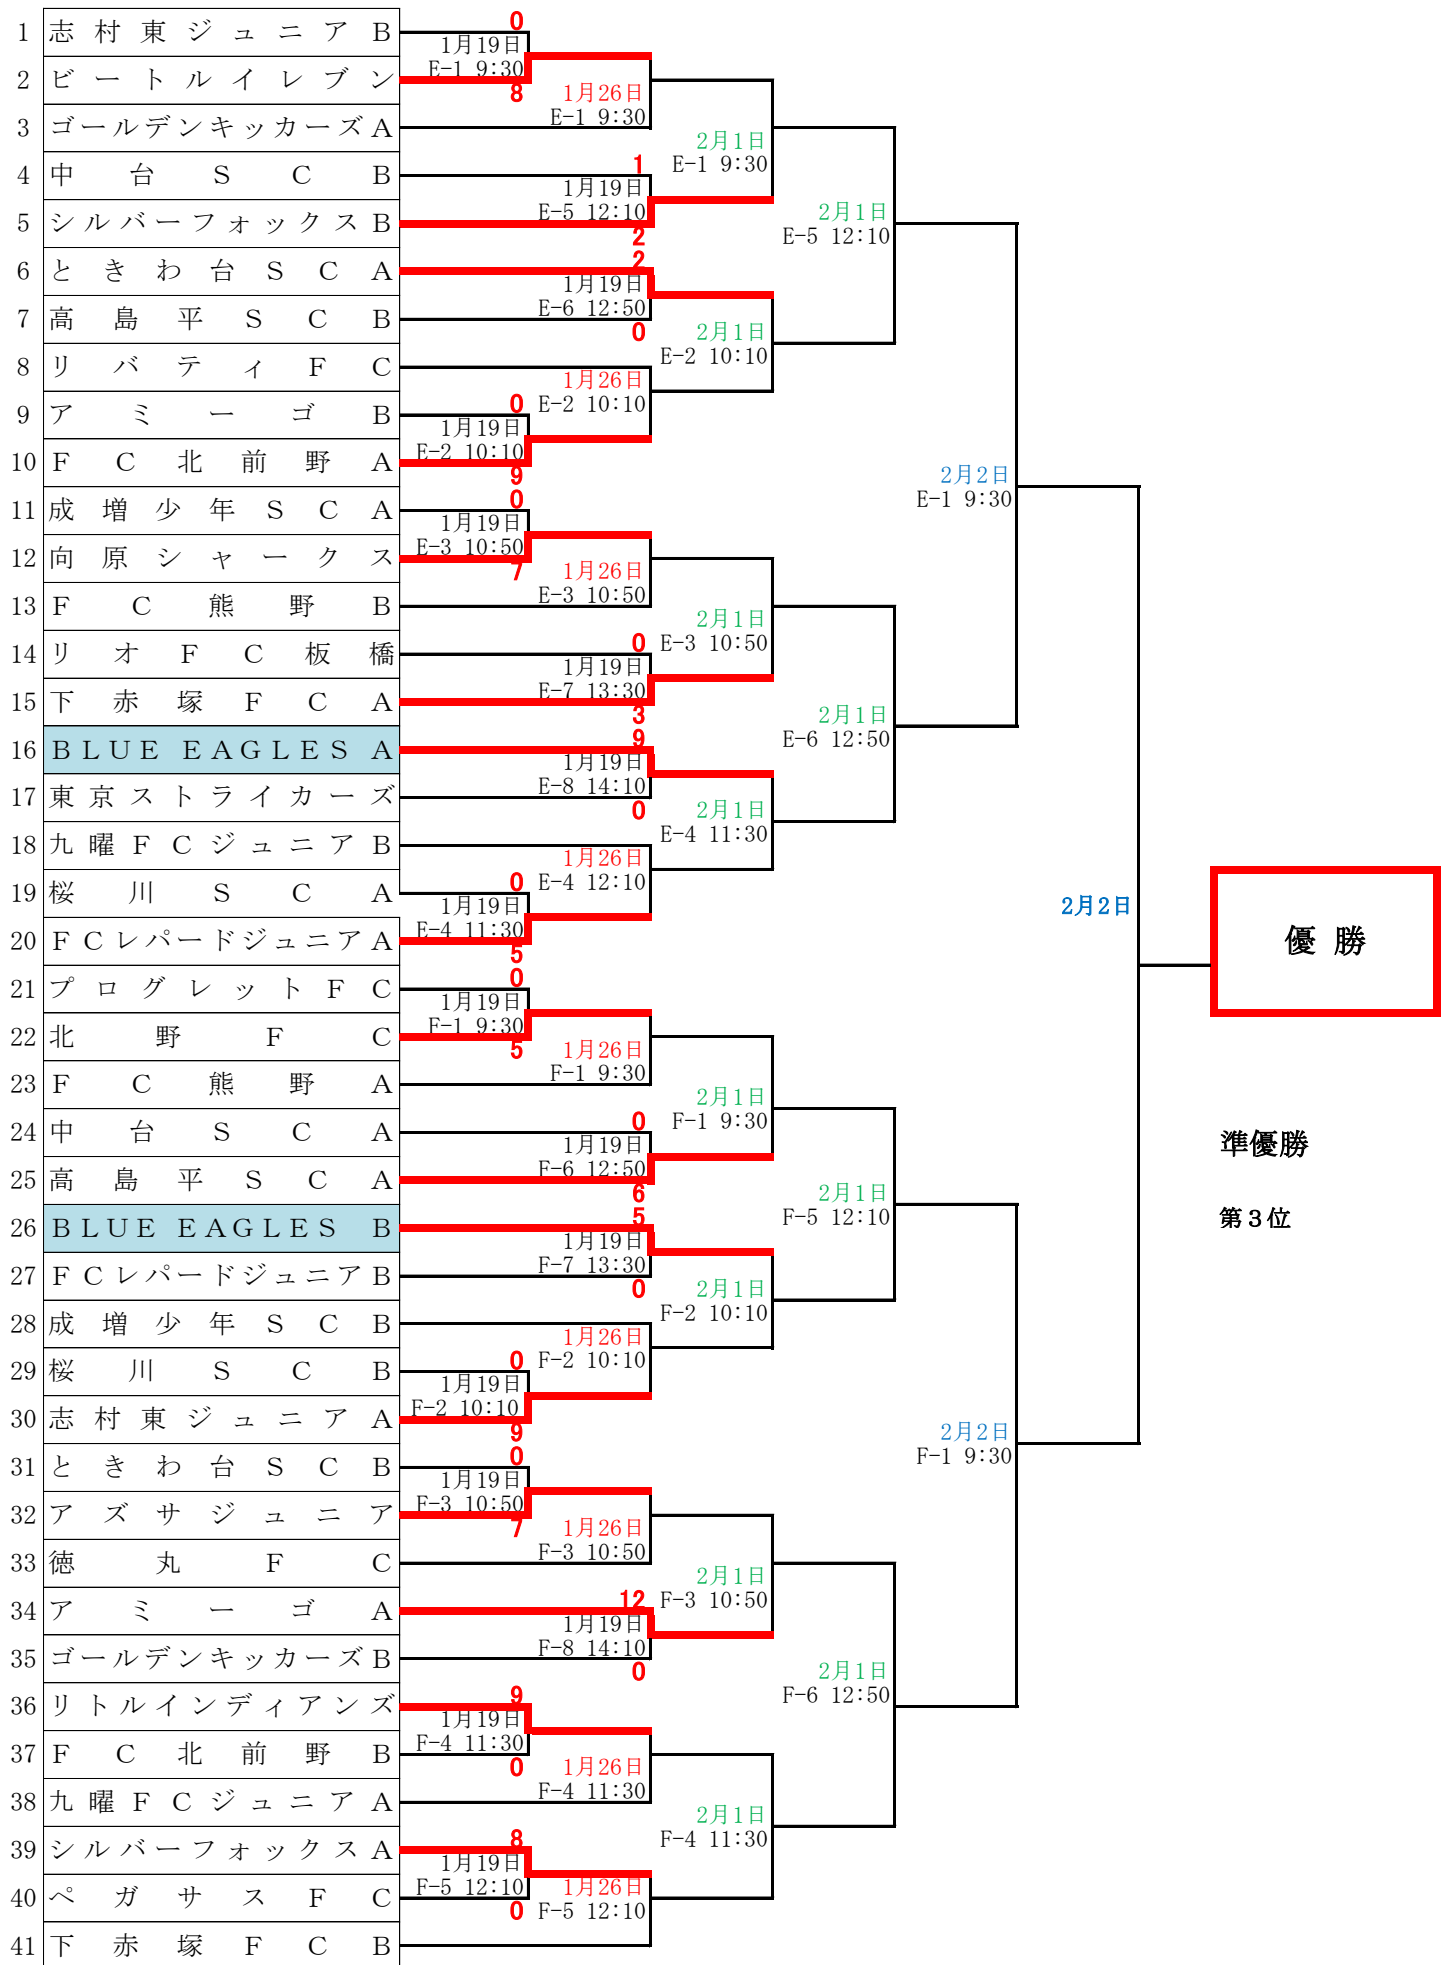 1 志村東ジュニアB
2 ビートルイレブン
3 ゴールデンキッカーズA
4 中台SCB
5 シルバーフォックスB
6 ときわ台SCA
7 高島平SCB
8 リバティFC
9 アミーゴB
10 FC北前野A
11 成増少年SCA
12 向原シャークス
13 FC熊野B
14 リオFC板橋
15 下赤塚FCA
16 BLUE EAGLES A
17 東京ストライカーズ
18 九曜FCジュニアB
19 桜川SCA
20 FCレパードジュニアA
21 プログレットFC
22 北野FC
23 FC熊野A
24 中台SCA
25 高島平SCA
26 BLUE EAGLES B
27 FCレパードジュニアB
28 成増少年SCB
29 桜川SCB
30 志村東ジュニアA
31 ときわ台SCB
32 アズサジュニア
33 徳丸FC
34 アミーゴA
35 ゴールデンキッカーズB
36 リトルインディアンズ
37 FC北前野B
38 九曜FCジュニアA
39 シルバーフォックスA
40 ペガサスFC
41 下赤塚FCB
0
1月19日
E-1 9:30
8
0
1月19日
E-2 10:10
9
0
1月19日
E-3 10:50
7
0
1月19日
E-4 11:30
5
0
1月19日
F-1 9:30
5
0
1月19日
F-2 10:10
9
0
1月19日
F-3 10:50
7
9
1月19日
F-4 11:30
0
8
1月19日
F-5 12:10
0
1月26日
E-1 9:30
1
1月19日
E-5 12:10
2
2
1月19日
E-6 12:50
0
1月26日
E-2 10:10
1月26日
E-3 10:50
0
1月19日
E-7 13:30
3
9
1月19日
E-8 14:10
0
1月26日
E-4 12:10
1月26日
F-1 9:30
0
1月19日
F-6 12:50
6
5
1月19日
F-7 13:30
0
1月26日
F-2 10:10
1月26日
F-3 10:50
12
1月19日
F-8 14:10
0
1月26日
F-4 11:30
1月26日
F-5 12:10
2月1日
E-1 9:30
2月1日
E-2 10:10
2月1日
E-3 10:50
2月1日
E-4 11:30
2月1日
F-1 9:30
2月1日
F-2 10:10
2月1日
F-3 10:50
2月1日
F-4 11:30
2月1日
E-5 12:10
2月1日
E-6 12:50
2月1日
F-5 12:10
2月1日
F-6 12:50
2月2日
E-1 9:30
2月2日
F-1 9:30
2月2日
優勝
準優勝
第3位